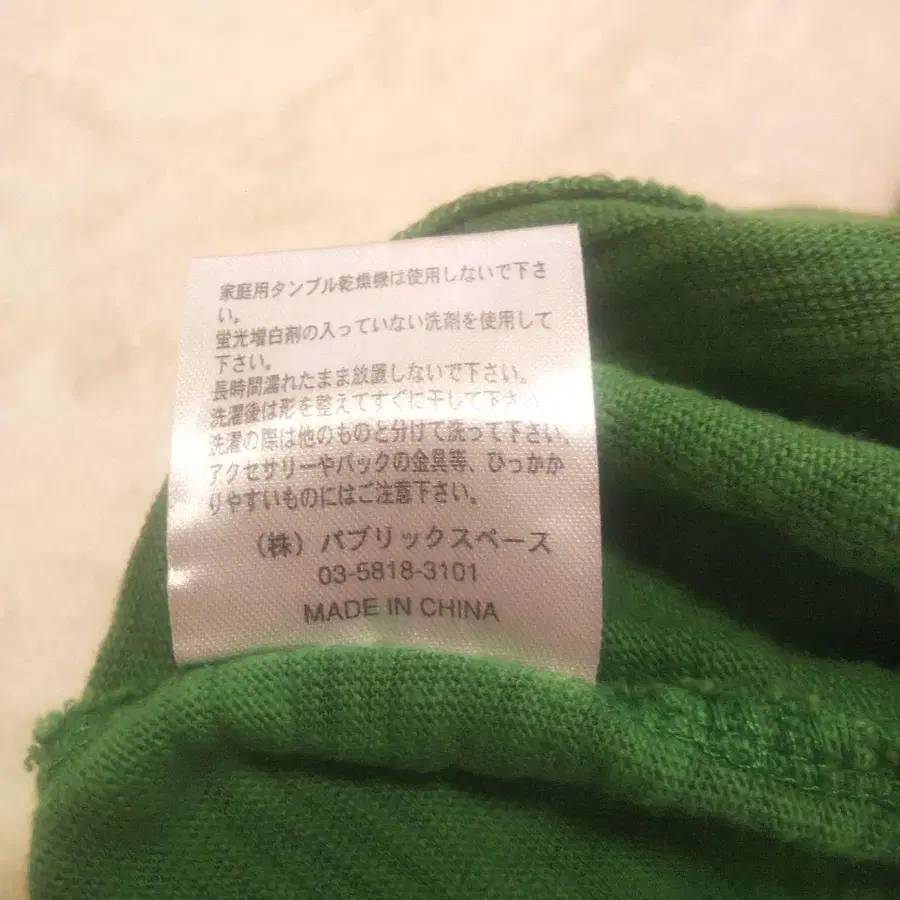 家庭用タンブル乾燥機は使用しないで下さ
い。
蛍光増白剤の入っていない洗剤を使用して
下さい。
長時間濡れたまま放置しないで下さい。
洗濯後は形を整えてすぐに干して下さい
洗濯の際は他のものと分けて洗って下さい。
アクセサリーやバックの金具等、ひっかか
りやすいものにはご注意下さい。
（株）パブリックスペース
03-5818-3101
MADE IN CHINA